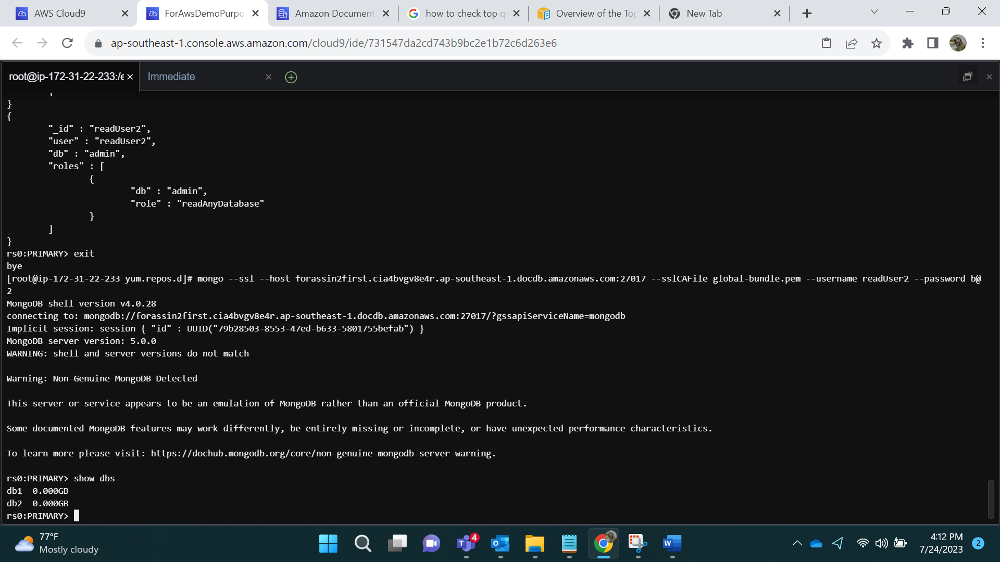 AWS Cloud9
ForAwsDemoPurpo
Amazon Document
how to check top q
Overview of the Top
New Tab
ap-southeast-1.console.aws.amazon.com/cloud9/ide/731547da2cd743b9bc2e1b72c6d263e6
root@ip-172-31-22-233:/e
Immediate
]
}
{
"_id" : "readUser2",
"user" : "readUser2",
"db" : "admin",
"roles" : [
{
"db" : "admin",
"role" : "readAnyDatabase"
}
]
}
rs0:PRIMARY> exit
bye
[root@ip-172-31-22-233 yum.repos.d]# mongo --ssl --host forassin2first.cia4bvgv8e4r.ap-southeast-1.docdb.amazonaws.com:27017 --sslCAFile global-bundle.pem --username readUser2 --password b@
2
MongoDB shell version v4.0.28
connecting to: mongodb://forassin2first.cia4bvgv8e4r.ap-southeast-1.docdb.amazonaws.com:27017/?gssapiServiceName=mongodb
Implicit session: session { "id" : UUID("79b28503-8553-47ed-b633-5801755befab") }
MongoDB server version: 5.0.0
WARNING: shell and server versions do not match
Warning: Non-Genuine MongoDB Detected
This server or service appears to be an emulation of MongoDB rather than an official MongoDB product.
Some documented MongoDB features may work differently, be entirely missing or incomplete, or have unexpected performance characteristics.
To learn more please visit: https://dochub.mongodb.org/core/non-genuine-mongodb-server-warning.
rs0:PRIMARY> show dbs
db1  0.000GB
db2  0.000GB
rs0:PRIMARY>
77°F
Mostly cloudy
4
4:12 PM
7/24/2023
2